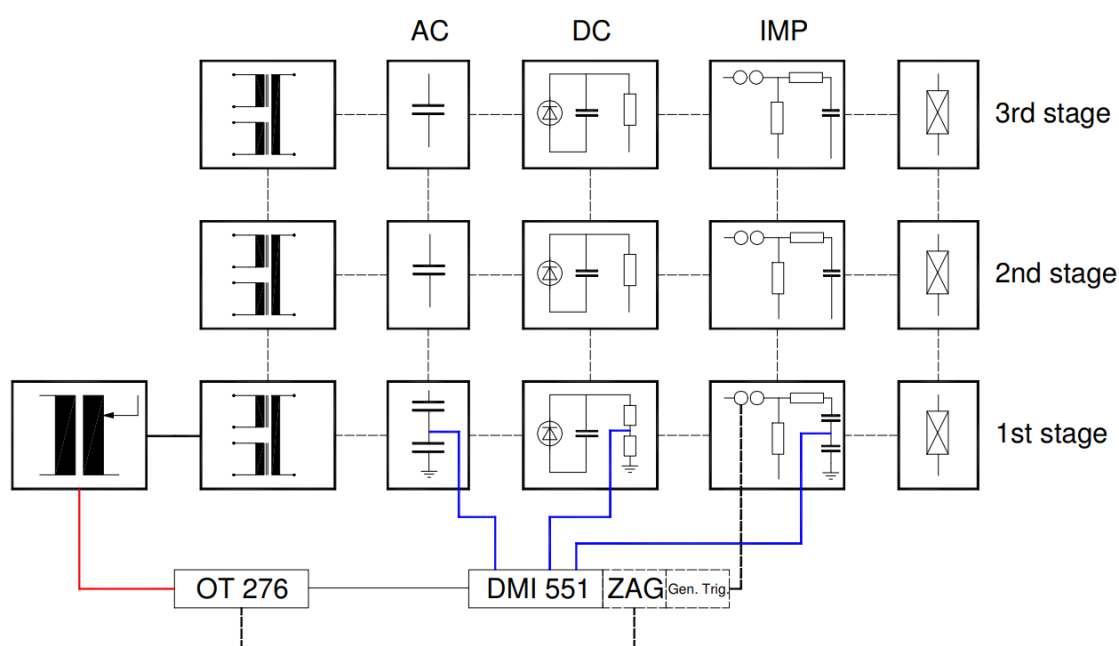 AC DC IMP
3rd stage
2nd stage
1st stage
OT 276 DMI 551 ZAG Gen. Trig.